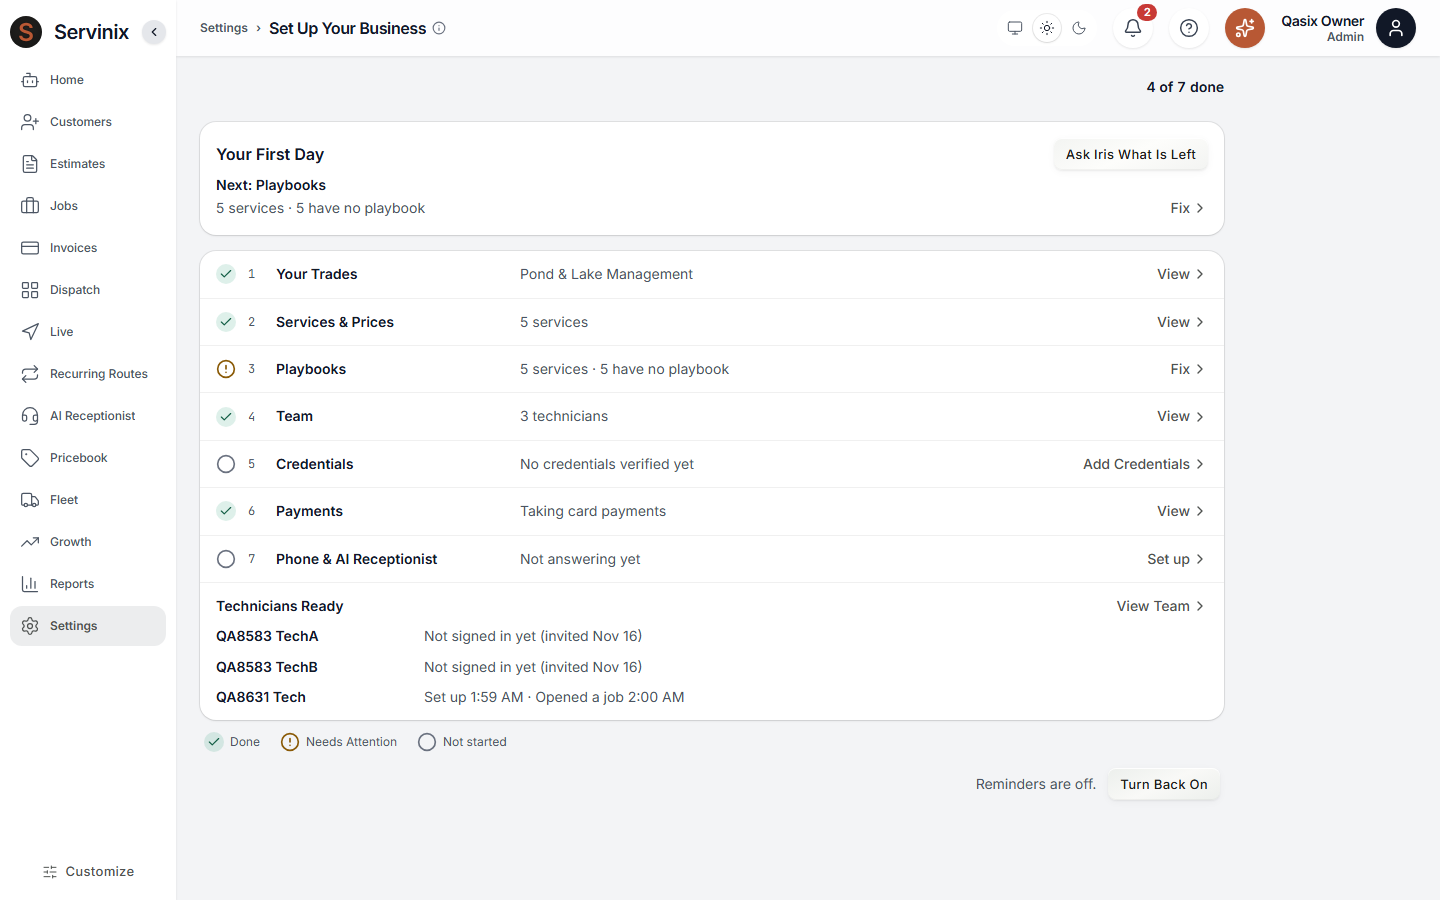 S Servinix
Home
Customers
Estimates
Jobs
Invoices
Dispatch
Live
Recurring Routes
AI Receptionist
Pricebook
Fleet
Growth
Reports
Settings
Customize
Settings › Set Up Your Business
2
Qasix Owner
Admin
4 of 7 done
Your First Day
Ask Iris What Is Left
Next: Playbooks
5 services · 5 have no playbook Fix
1 Your Trades Pond & Lake Management View
2 Services & Prices 5 services View
3 Playbooks 5 services · 5 have no playbook Fix
4 Team 3 technicians View
5 Credentials No credentials verified yet Add Credentials
6 Payments Taking card payments View
7 Phone & AI Receptionist Not answering yet Set up
Technicians Ready View Team
QA8583 TechA Not signed in yet (invited Nov 16)
QA8583 TechB Not signed in yet (invited Nov 16)
QA8631 Tech Set up 1:59 AM · Opened a job 2:00 AM
Done Needs Attention Not started
Reminders are off. Turn Back On